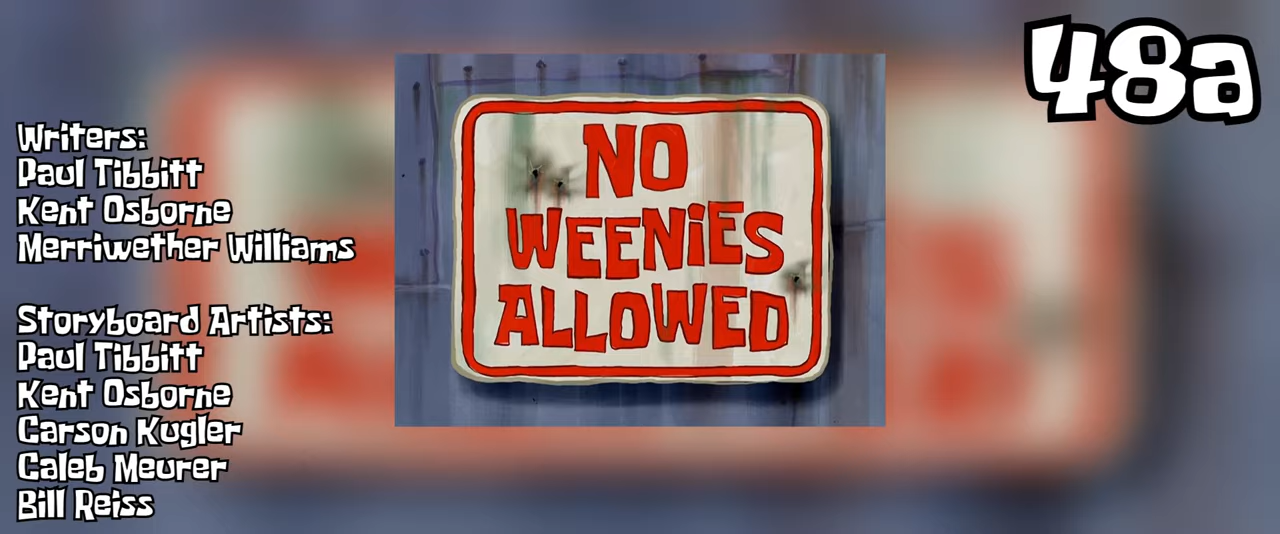 48a
Writers:
Paul Tibbitt
Kent Osborne
Merriwether Williams
Storyboard Artists:
Paul Tibbitt
Kent Osborne
Carson Kugler
Caleb Meurer
Bill Reiss
NO
WEENiES
ALLOWED